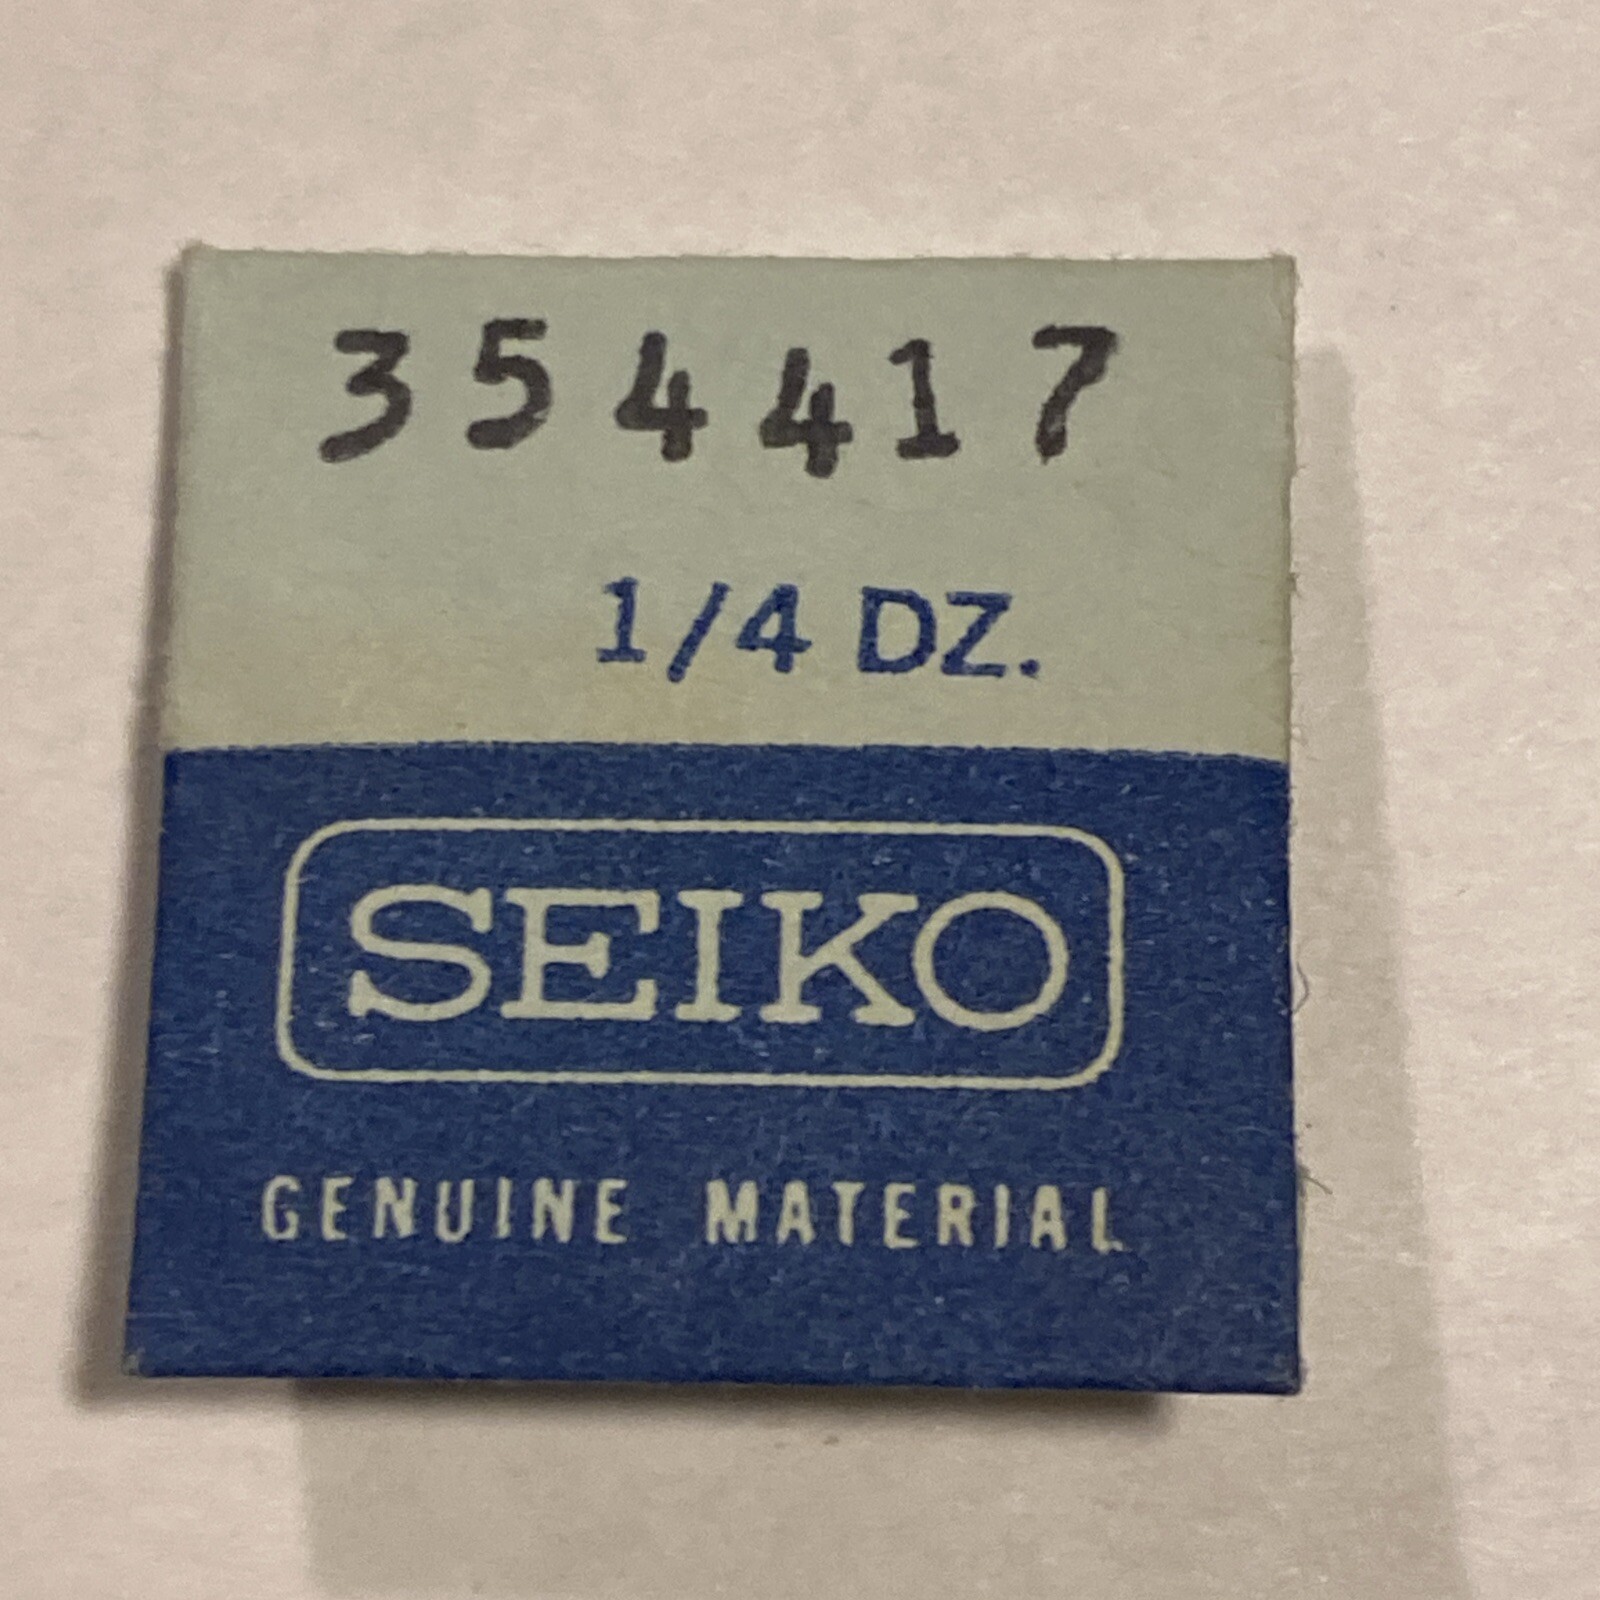 354417
1/4 DZ.
SEIKO
GENUINE MATERIAL